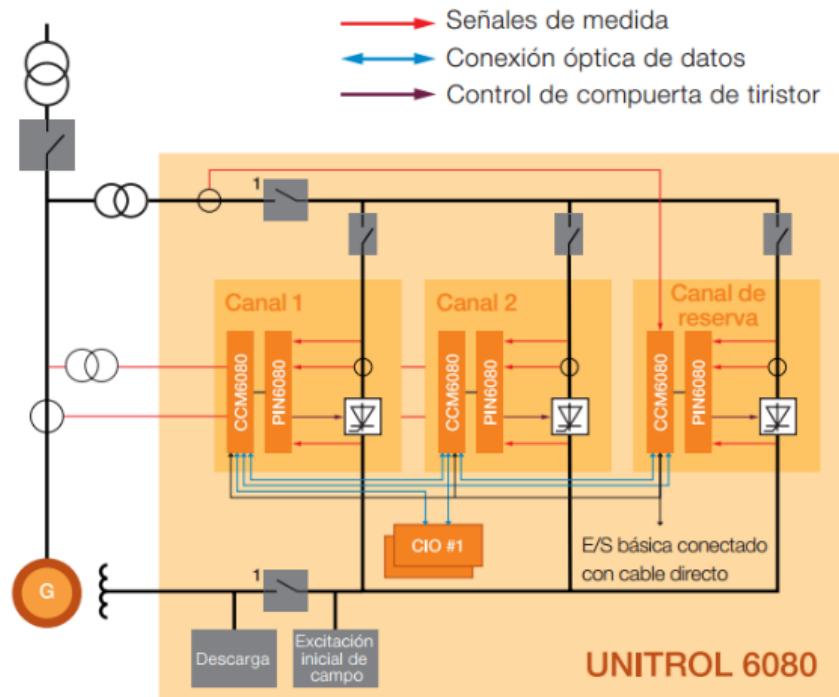 Señales de medida
Conexión óptica de datos
Control de compuerta de tiristor
1
Canal 1
Canal 2
Canal de
reserva
CCM6080
PIN6080
CCM6080
PIN6080
CCM6080
PIN6080
CIO #1
E/S básica conectado
con cable directo
G
1
Descarga
Excitación
inicial de
campo
UNITROL 6080